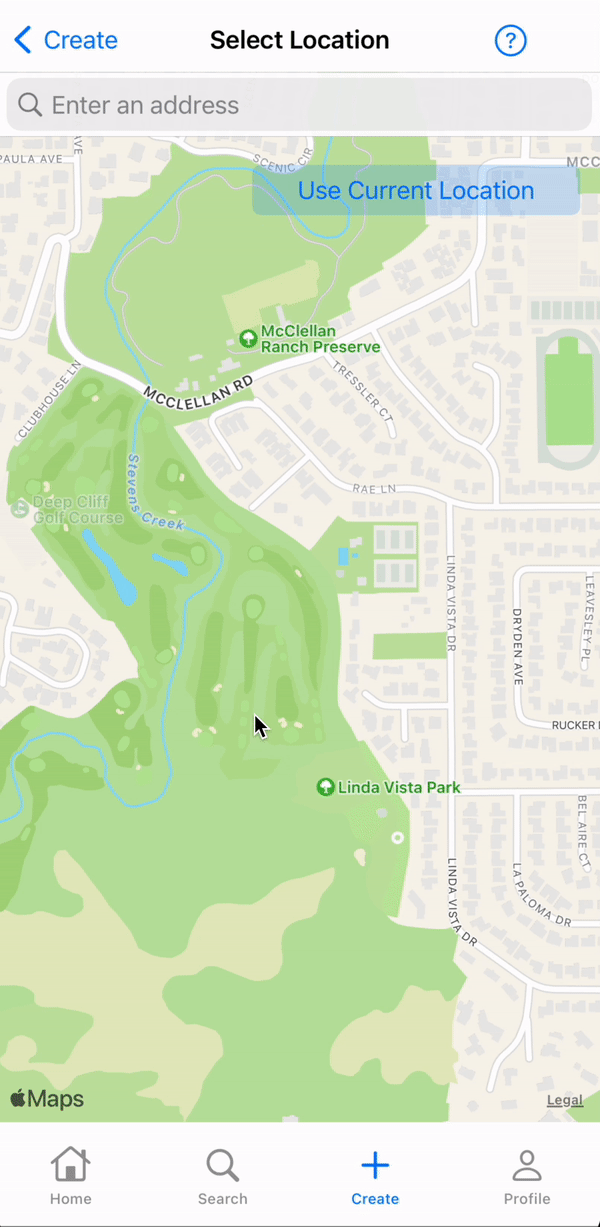 Create
Select Location
?
Enter an address
PAULA AVE
AVE
SCENIC CIR
MCC
Use Current Location
McClellan
Ranch Preserve
MCCLELLAN RD
CLUBHOUSE LN
TRESSLER CT
Stevens Creek
RAE LN
Deep Cliff
Golf Course
LINDA VISTA DR
DRYDEN AVE
LEAVESLEY PL
RUCKER
Linda Vista Park
BEL AIRE CT
LINDA VISTA DR
LA PALOMA DR
Maps
Legal
Home
Search
Create
Profile